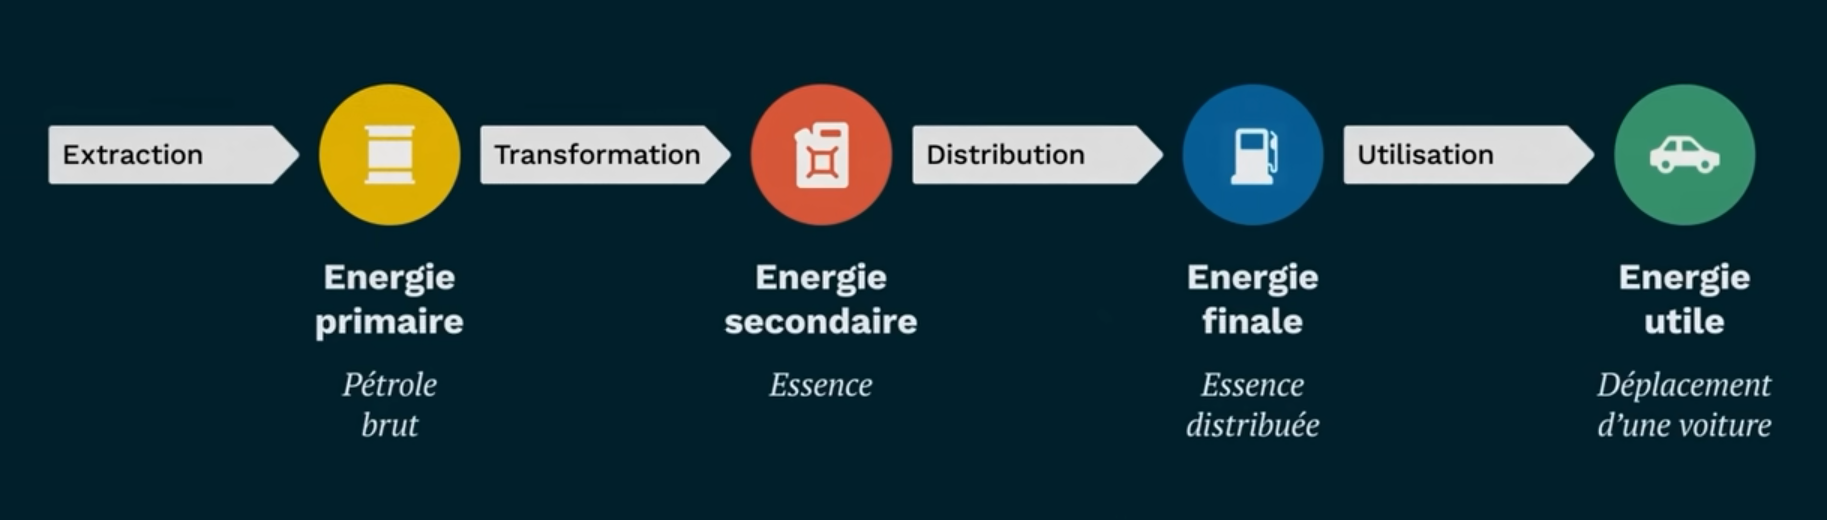 Extraction
Transformation
Distribution
Utilisation
Energie
primaire
Pétrole
brut
Energie
secondaire
Essence
Energie
finale
Essence
distribuée
Energie
utile
Déplacement
d'une voiture